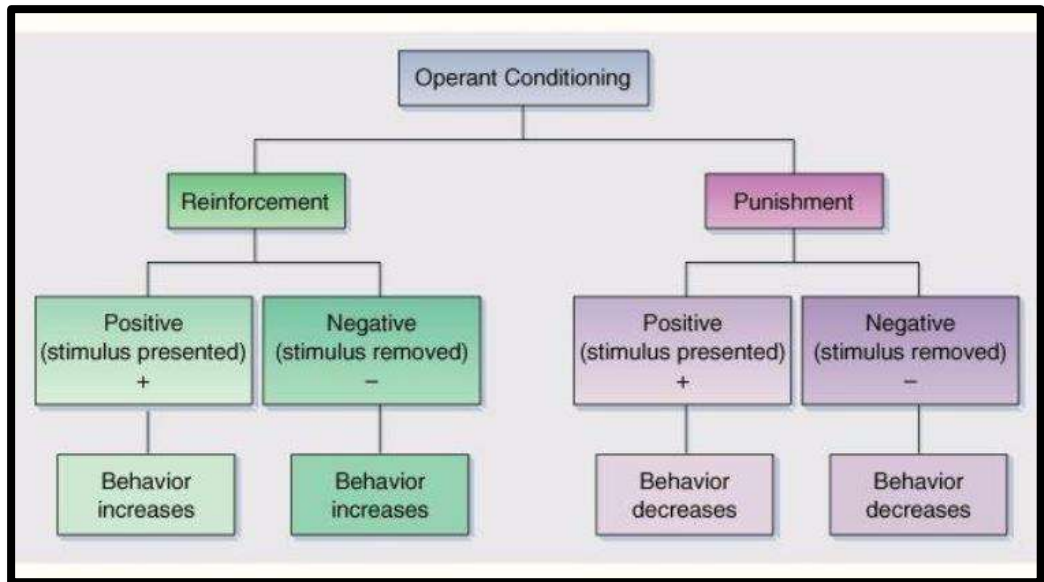 Operant Conditioning
Reinforcement
Punishment
Positive
(stimulus presented)
+
Negative
(stimulus removed)
–
Positive
(stimulus presented)
+
Negative
(stimulus removed)
–
Behavior
increases
Behavior
increases
Behavior
decreases
Behavior
decreases